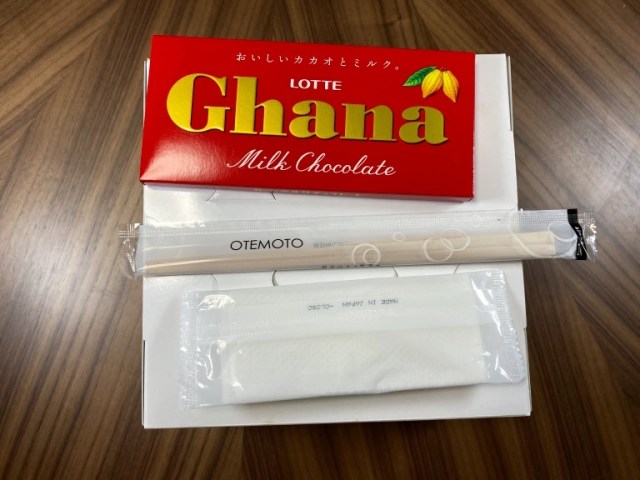 おいしいカカオとミルク。
LOTTE
Ghana
Milk Chocolate
OTEMOTO
MADE IN JAPAN